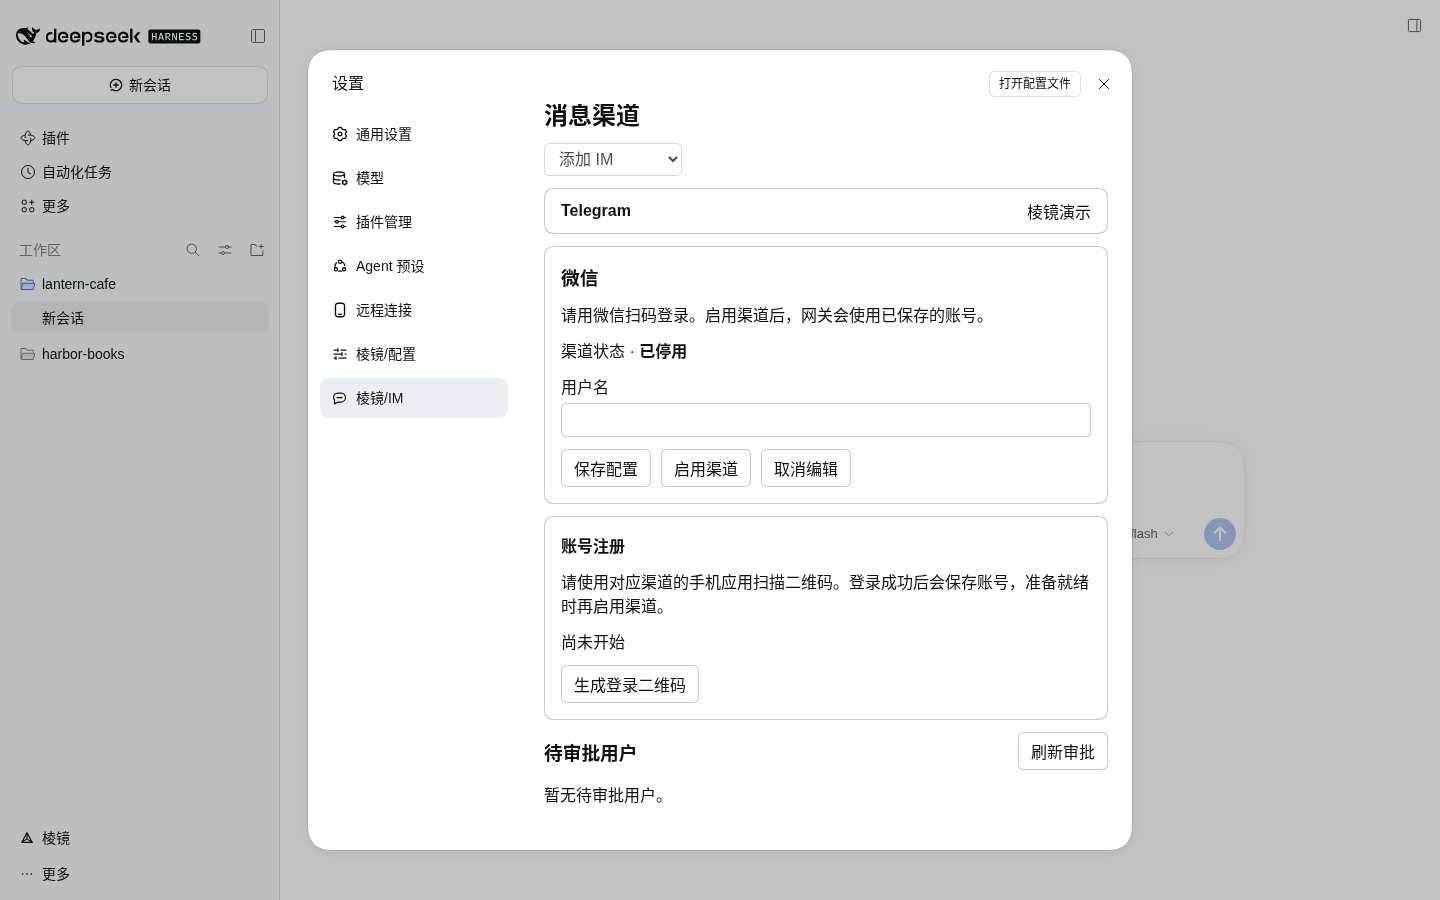 deepseek HARNESS
新会话
插件
自动化任务
更多
工作区
lantern-cafe
新会话
harbor-books
棱镜
更多
设置
打开配置文件
通用设置
模型
插件管理
Agent 预设
远程连接
棱镜/配置
棱镜/IM
消息渠道
添加 IM
Telegram
棱镜演示
微信
请用微信扫码登录。启用渠道后，网关会使用已保存的账号。
渠道状态 · 已停用
用户名
保存配置
启用渠道
取消编辑
账号注册
请使用对应渠道的手机应用扫描二维码。登录成功后会保存账号，准备就绪
时再启用渠道。
尚未开始
生成登录二维码
待审批用户
刷新审批
暂无待审批用户。
flash